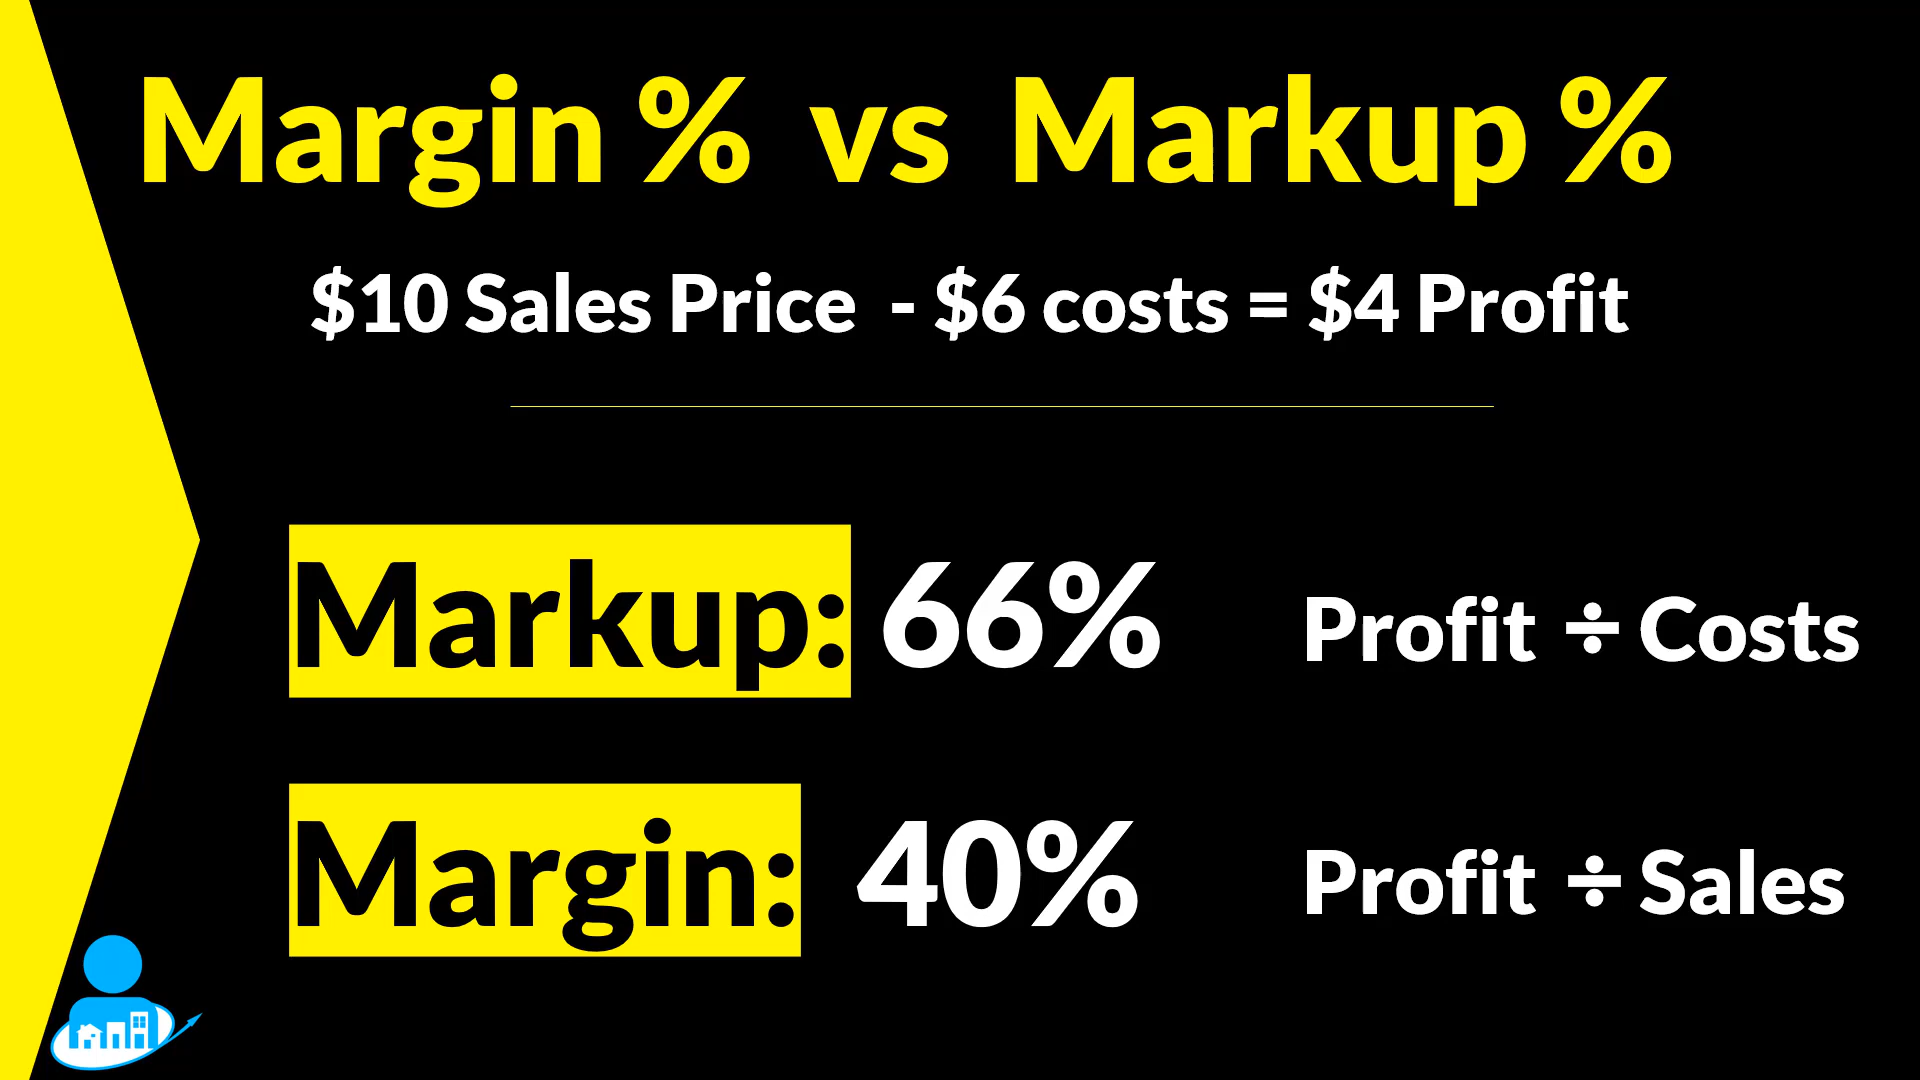 Margin % vs Markup %
$10 Sales Price - $6 costs = $4 Profit
Markup: 66% Profit ÷ Costs
Margin: 40% Profit ÷ Sales